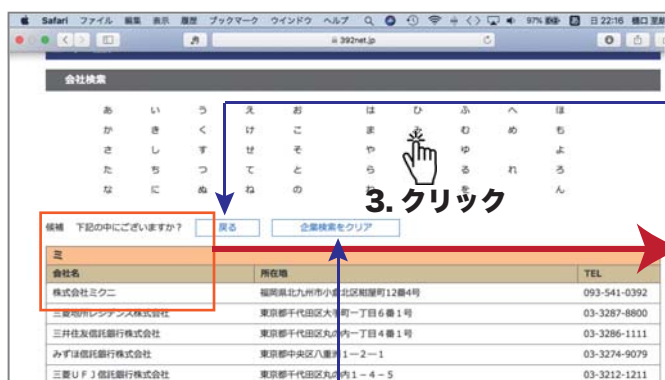 Safari ファイル 編集 表示 履歴 ブックマーク ウインドウ ヘルプ 97% 日 22:16 樋口
392net.jp
会社検索
あ い う え お は ひ ふ へ ほ
か き く け こ ま み む め も
さ し す せ そ や ゆ よ
た ち つ て と ら る れ ろ
な に ぬ ね の わ を ん
3. クリック
候補 下記の中にございますか? 戻る 企業検索をクリア
ミ
会社名 所在地 TEL
株式会社ミクニ 福岡県北九州市小倉北区紺屋町12番4号 093-541-0392
三菱地所レジデンス株式会社 東京都千代田区大手町一丁目6番1号 03-3287-8800
三井住友信託銀行株式会社 東京都千代田区丸の内一丁目4番1号 03-3286-1111
みずほ信託銀行株式会社 東京都中央区八重洲1－2－1 03-3274-9079
三菱UFJ信託銀行株式会社 東京都千代田区丸の内1－4－5 03-3212-1211